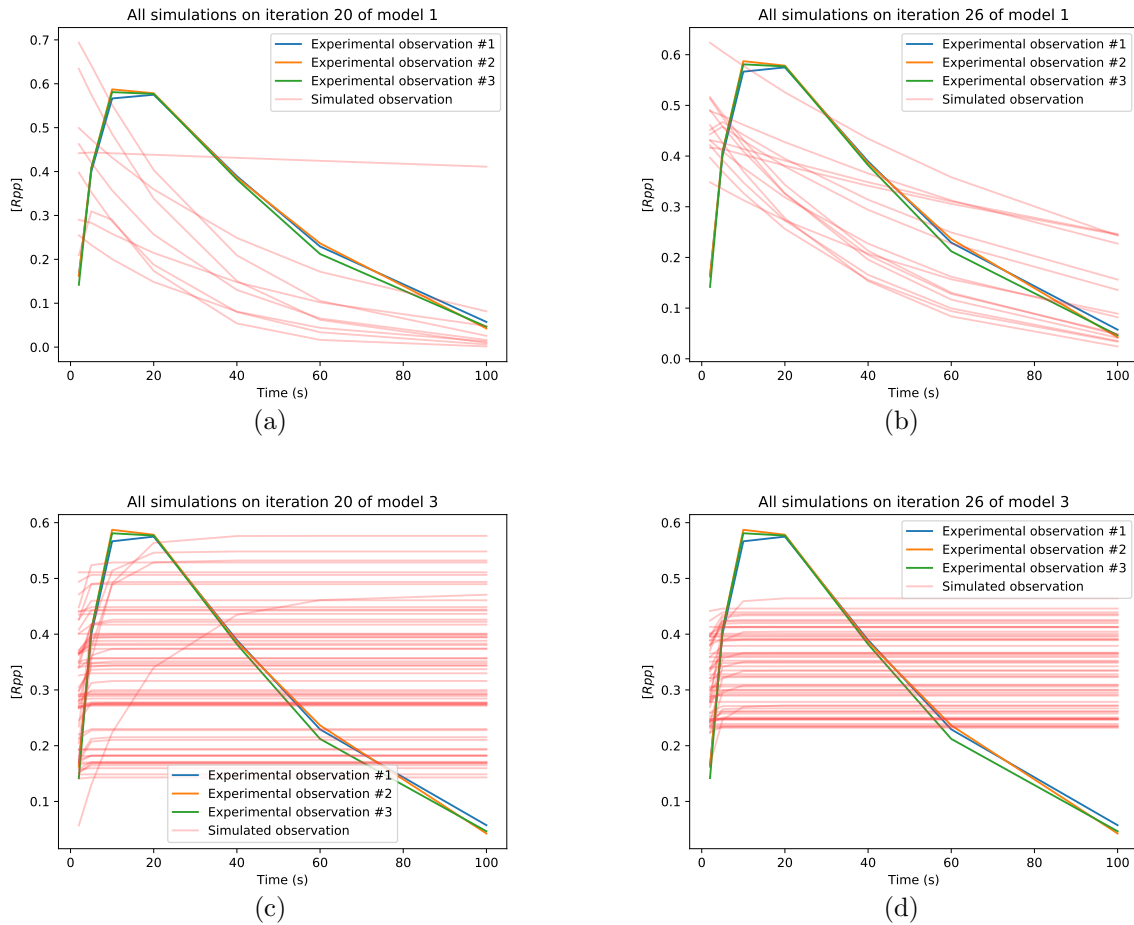 All simulations on iteration 20 of model 1
0.7
0.6
0.5
0.4
0.3
0.2
0.1
0.0
[Rpp]
Experimental observation #1
Experimental observation #2
Experimental observation #3
Simulated observation
0 20 40 60 80 100
Time (s)
(a)
All simulations on iteration 26 of model 1
0.6
0.5
0.4
0.3
0.2
0.1
0.0
[Rpp]
Experimental observation #1
Experimental observation #2
Experimental observation #3
Simulated observation
0 20 40 60 80 100
Time (s)
(b)
All simulations on iteration 20 of model 3
0.6
0.5
0.4
0.3
0.2
0.1
[Rpp]
Experimental observation #1
Experimental observation #2
Experimental observation #3
Simulated observation
0 20 40 60 80 100
Time (s)
(c)
All simulations on iteration 26 of model 3
0.6
0.5
0.4
0.3
0.2
0.1
[Rpp]
Experimental observation #1
Experimental observation #2
Experimental observation #3
Simulated observation
0 20 40 60 80 100
Time (s)
(d)